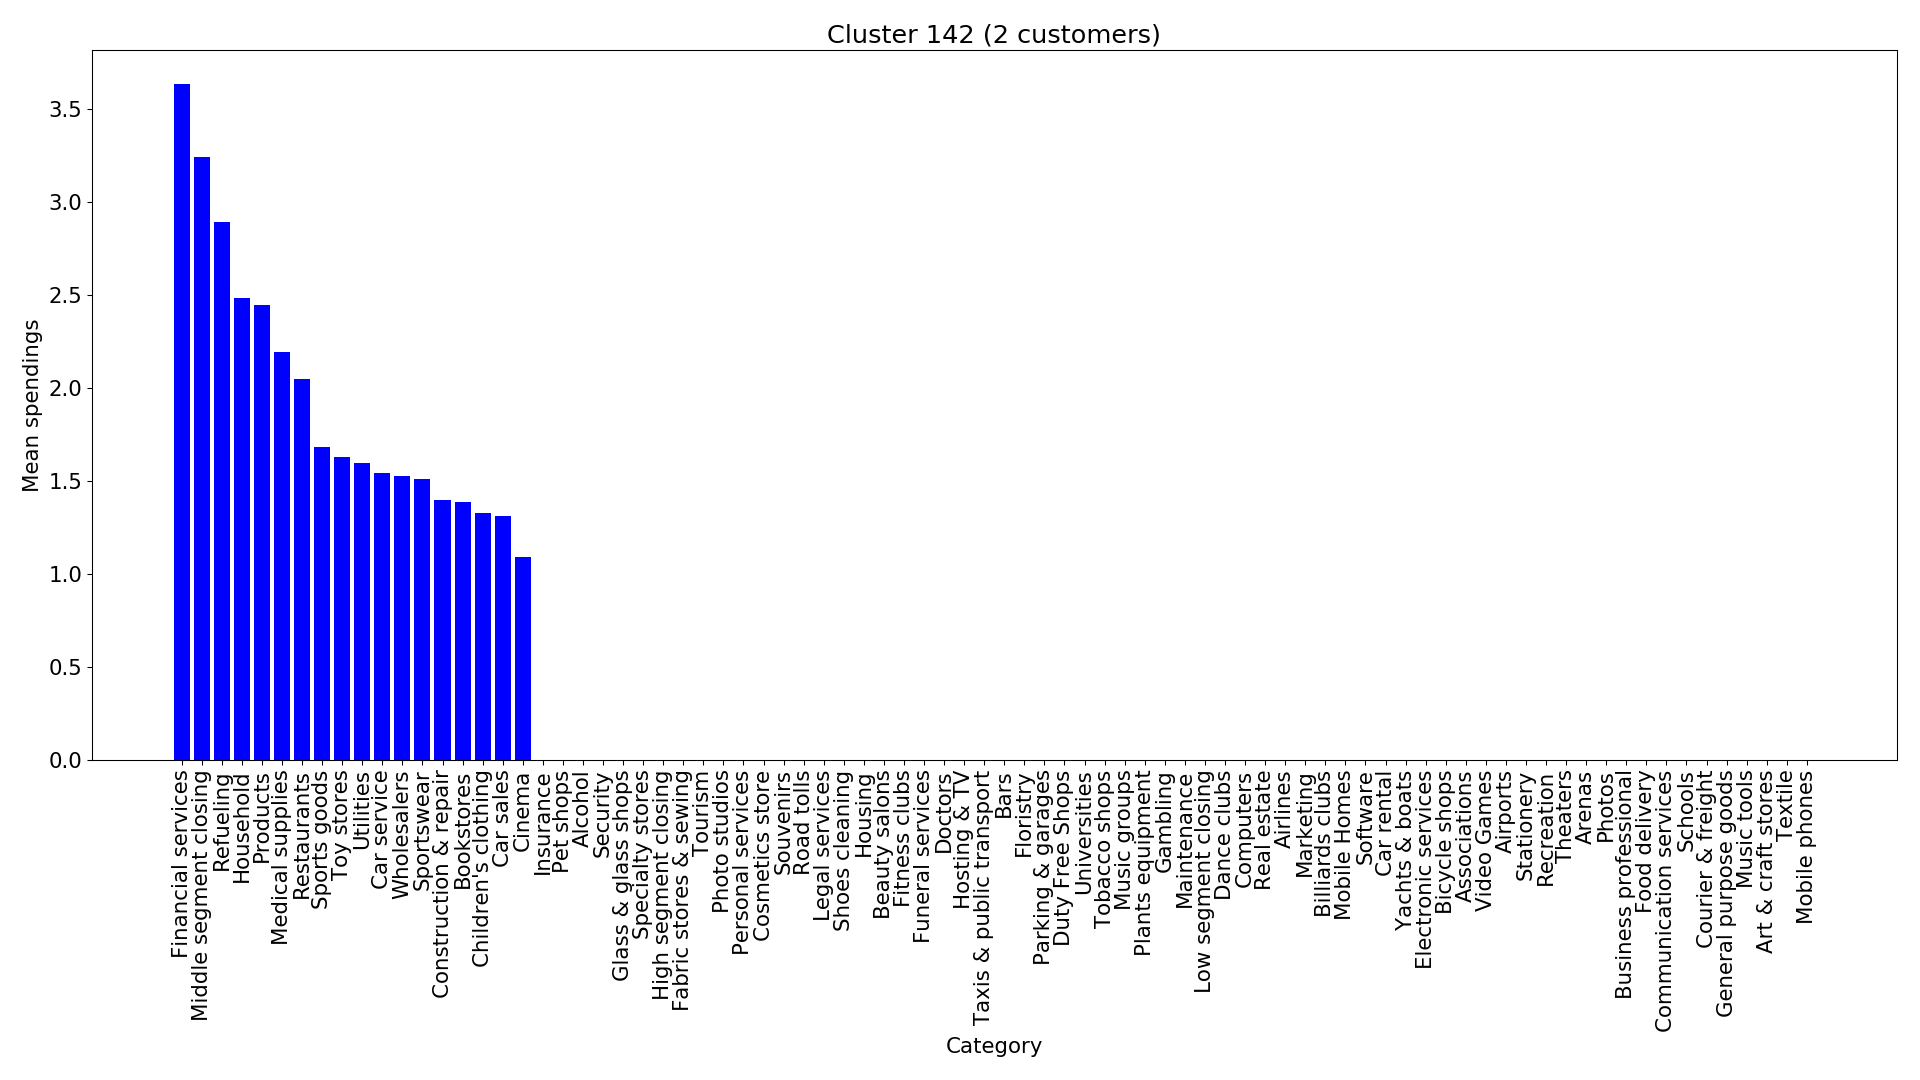 Cluster 142 (2 customers)
Mean spendings
3.5
3.0
2.5
2.0
1.5
1.0
0.5
0.0
Financial services
Middle segment closing
Refueling
Household
Products
Medical supplies
Restaurants
Sports goods
Toy stores
Utilities
Car service
Wholesalers
Sportswear
Construction & repair
Bookstores
Children's clothing
Car sales
Cinema
Insurance
Pet shops
Alcohol
Security
Glass & glass shops
Specialty stores
High segment closing
Fabric stores & sewing
Tourism
Photo studios
Personal services
Cosmetics store
Souvenirs
Road tolls
Legal services
Shoes cleaning
Housing
Beauty salons
Fitness clubs
Funeral services
Doctors
Hosting & TV
Taxis & public transport
Bars
Floristry
Parking & garages
Duty Free Shops
Universities
Tobacco shops
Music groups
Plants equipment
Gambling
Maintenance
Low segment closing
Dance clubs
Computers
Real estate
Airlines
Marketing
Billiards clubs
Mobile Homes
Software
Car rental
Yachts & boats
Electronic services
Bicycle shops
Associations
Video Games
Airports
Stationery
Recreation
Theaters
Arenas
Photos
Business professional
Food delivery
Communication services
Schools
Courier & freight
General purpose goods
Music tools
Art & craft stores
Textile
Mobile phones
Category